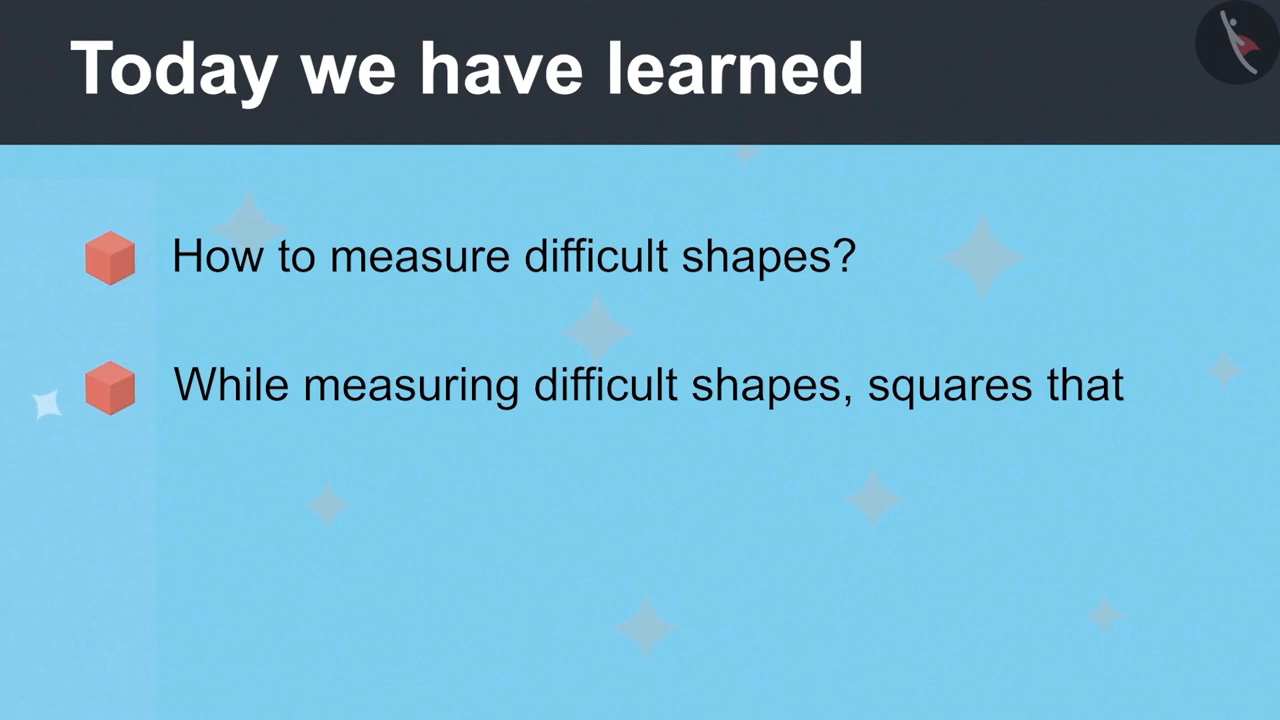 Today we have learned
How to measure difficult shapes?
While measuring difficult shapes, squares that